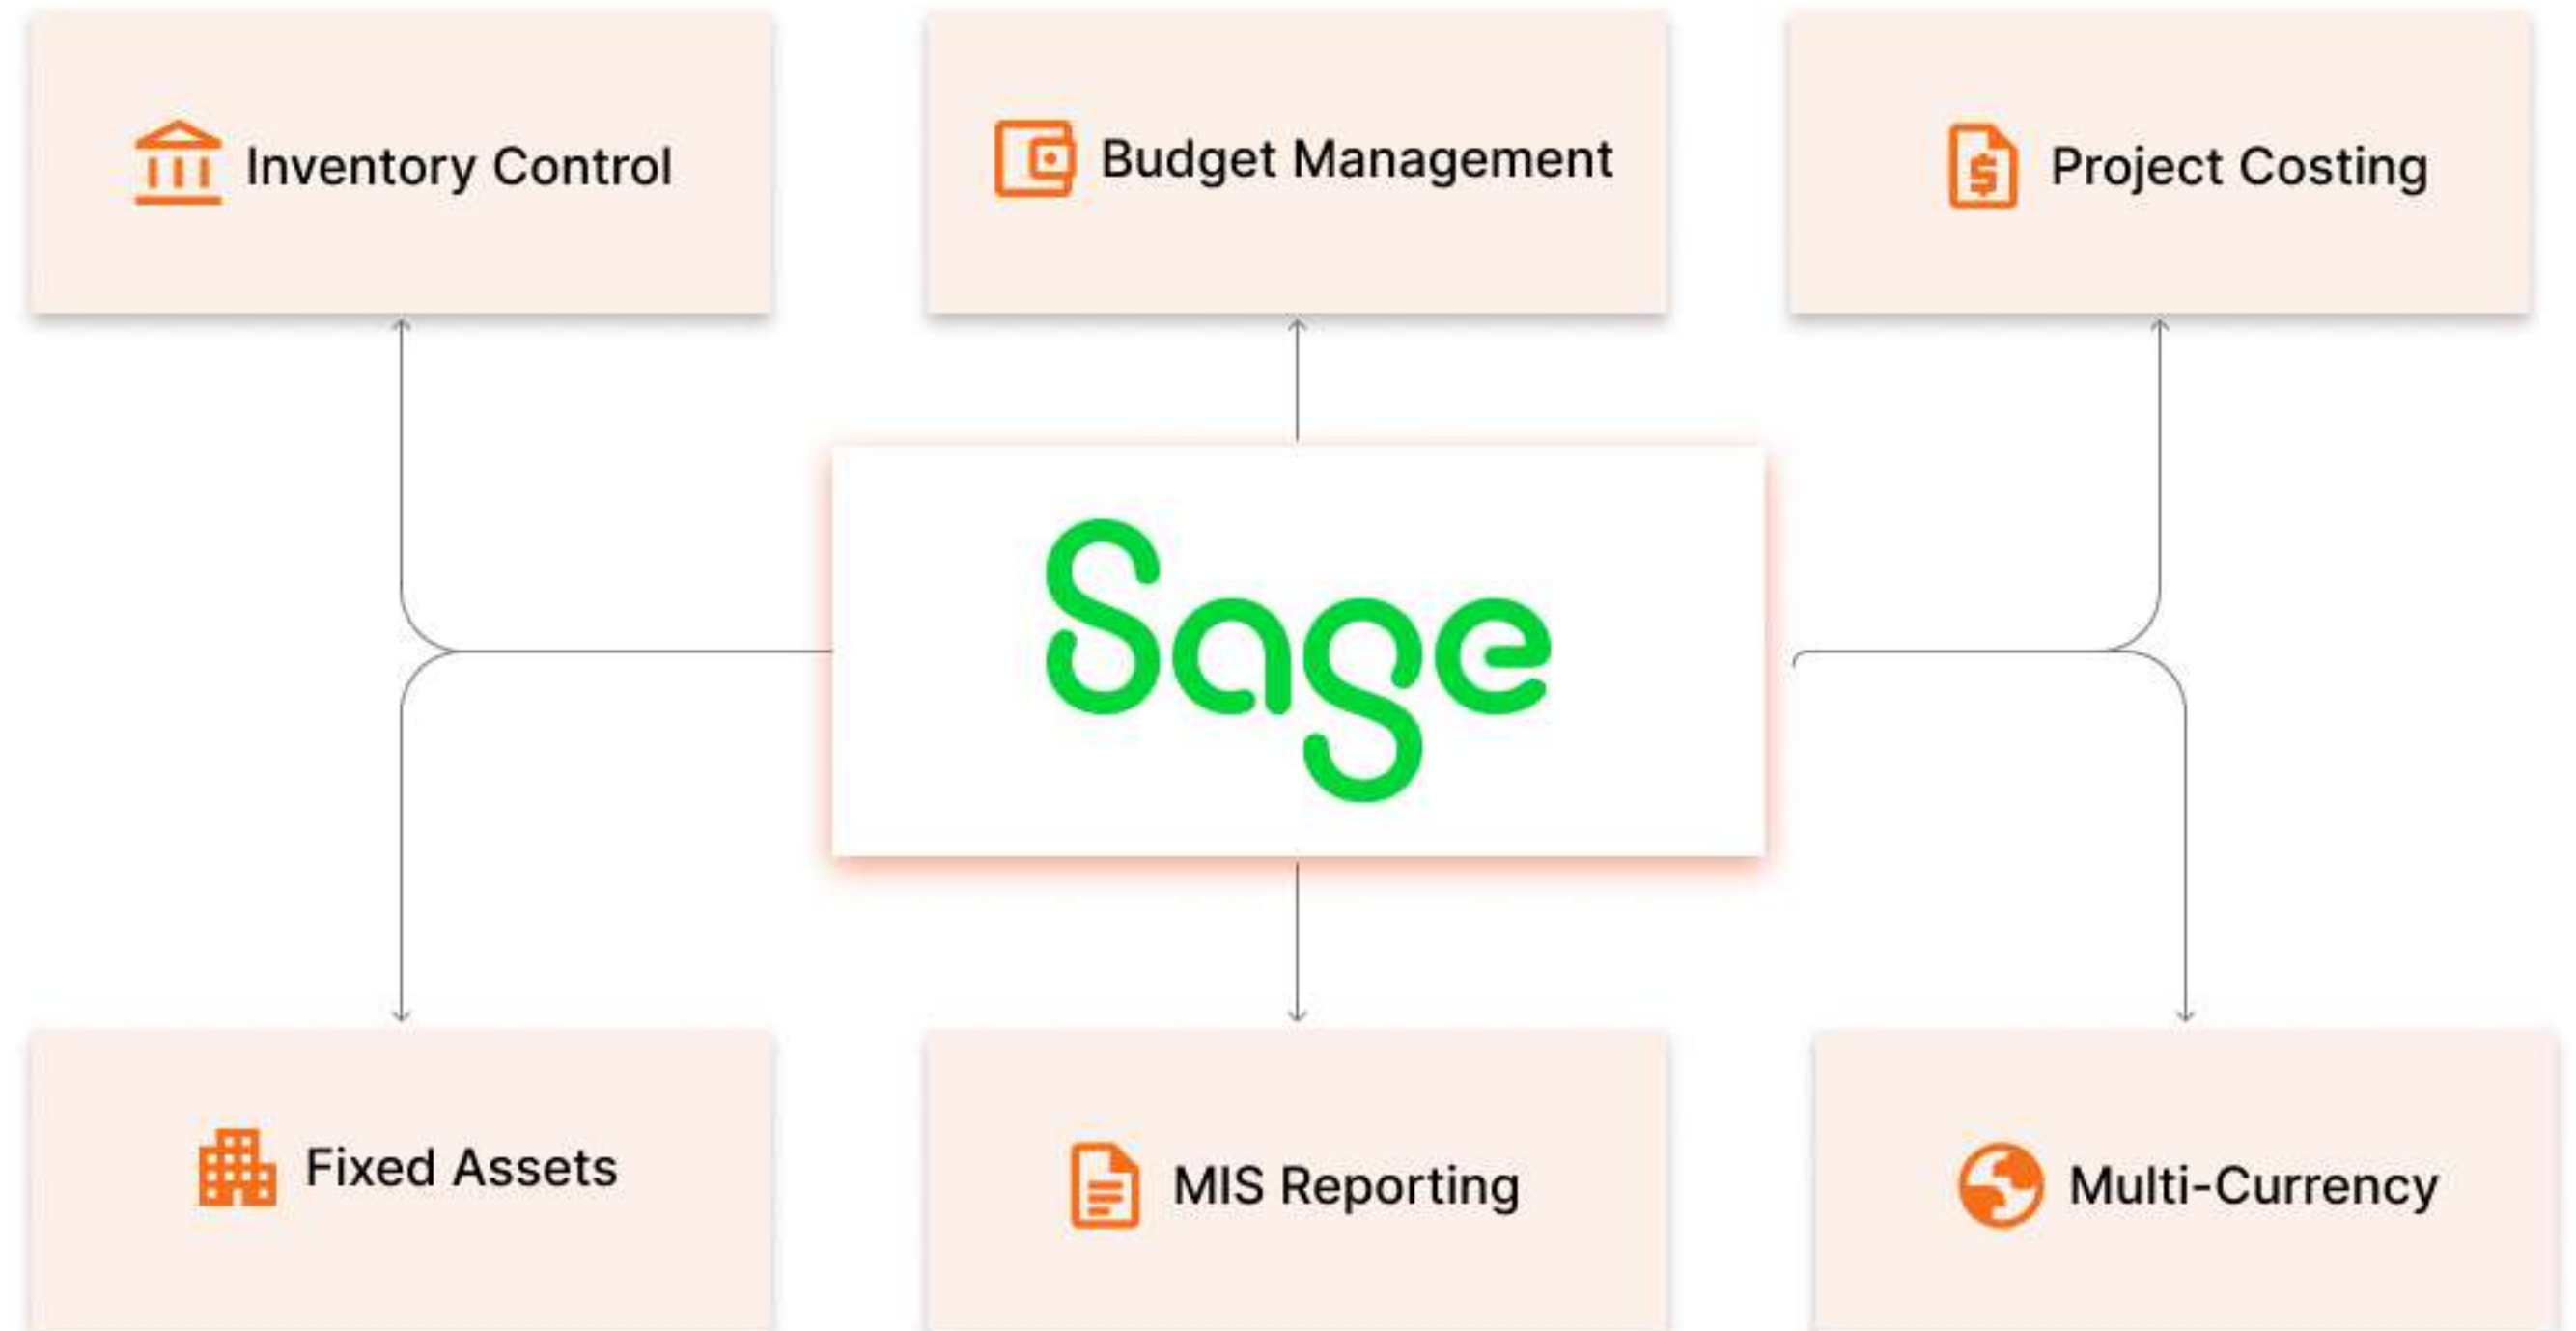 Inventory Control
Budget Management
Project Costing
Sage
Fixed Assets
MIS Reporting
Multi-Currency